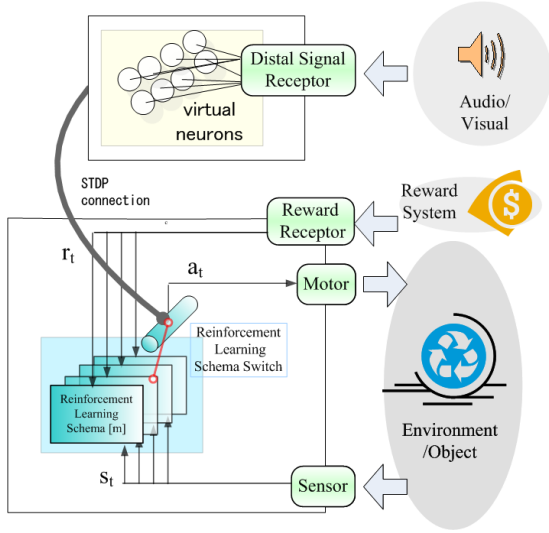 Distal Signal
Receptor
virtual
neurons
Audio/
Visual
STDP
connection
Reward
System
$
Reward
Receptor
rt
at
Motor
Reinforcement
Learning
Schema Switch
Reinforcement
Learning
Schema [m]
Environment
/Object
st
Sensor